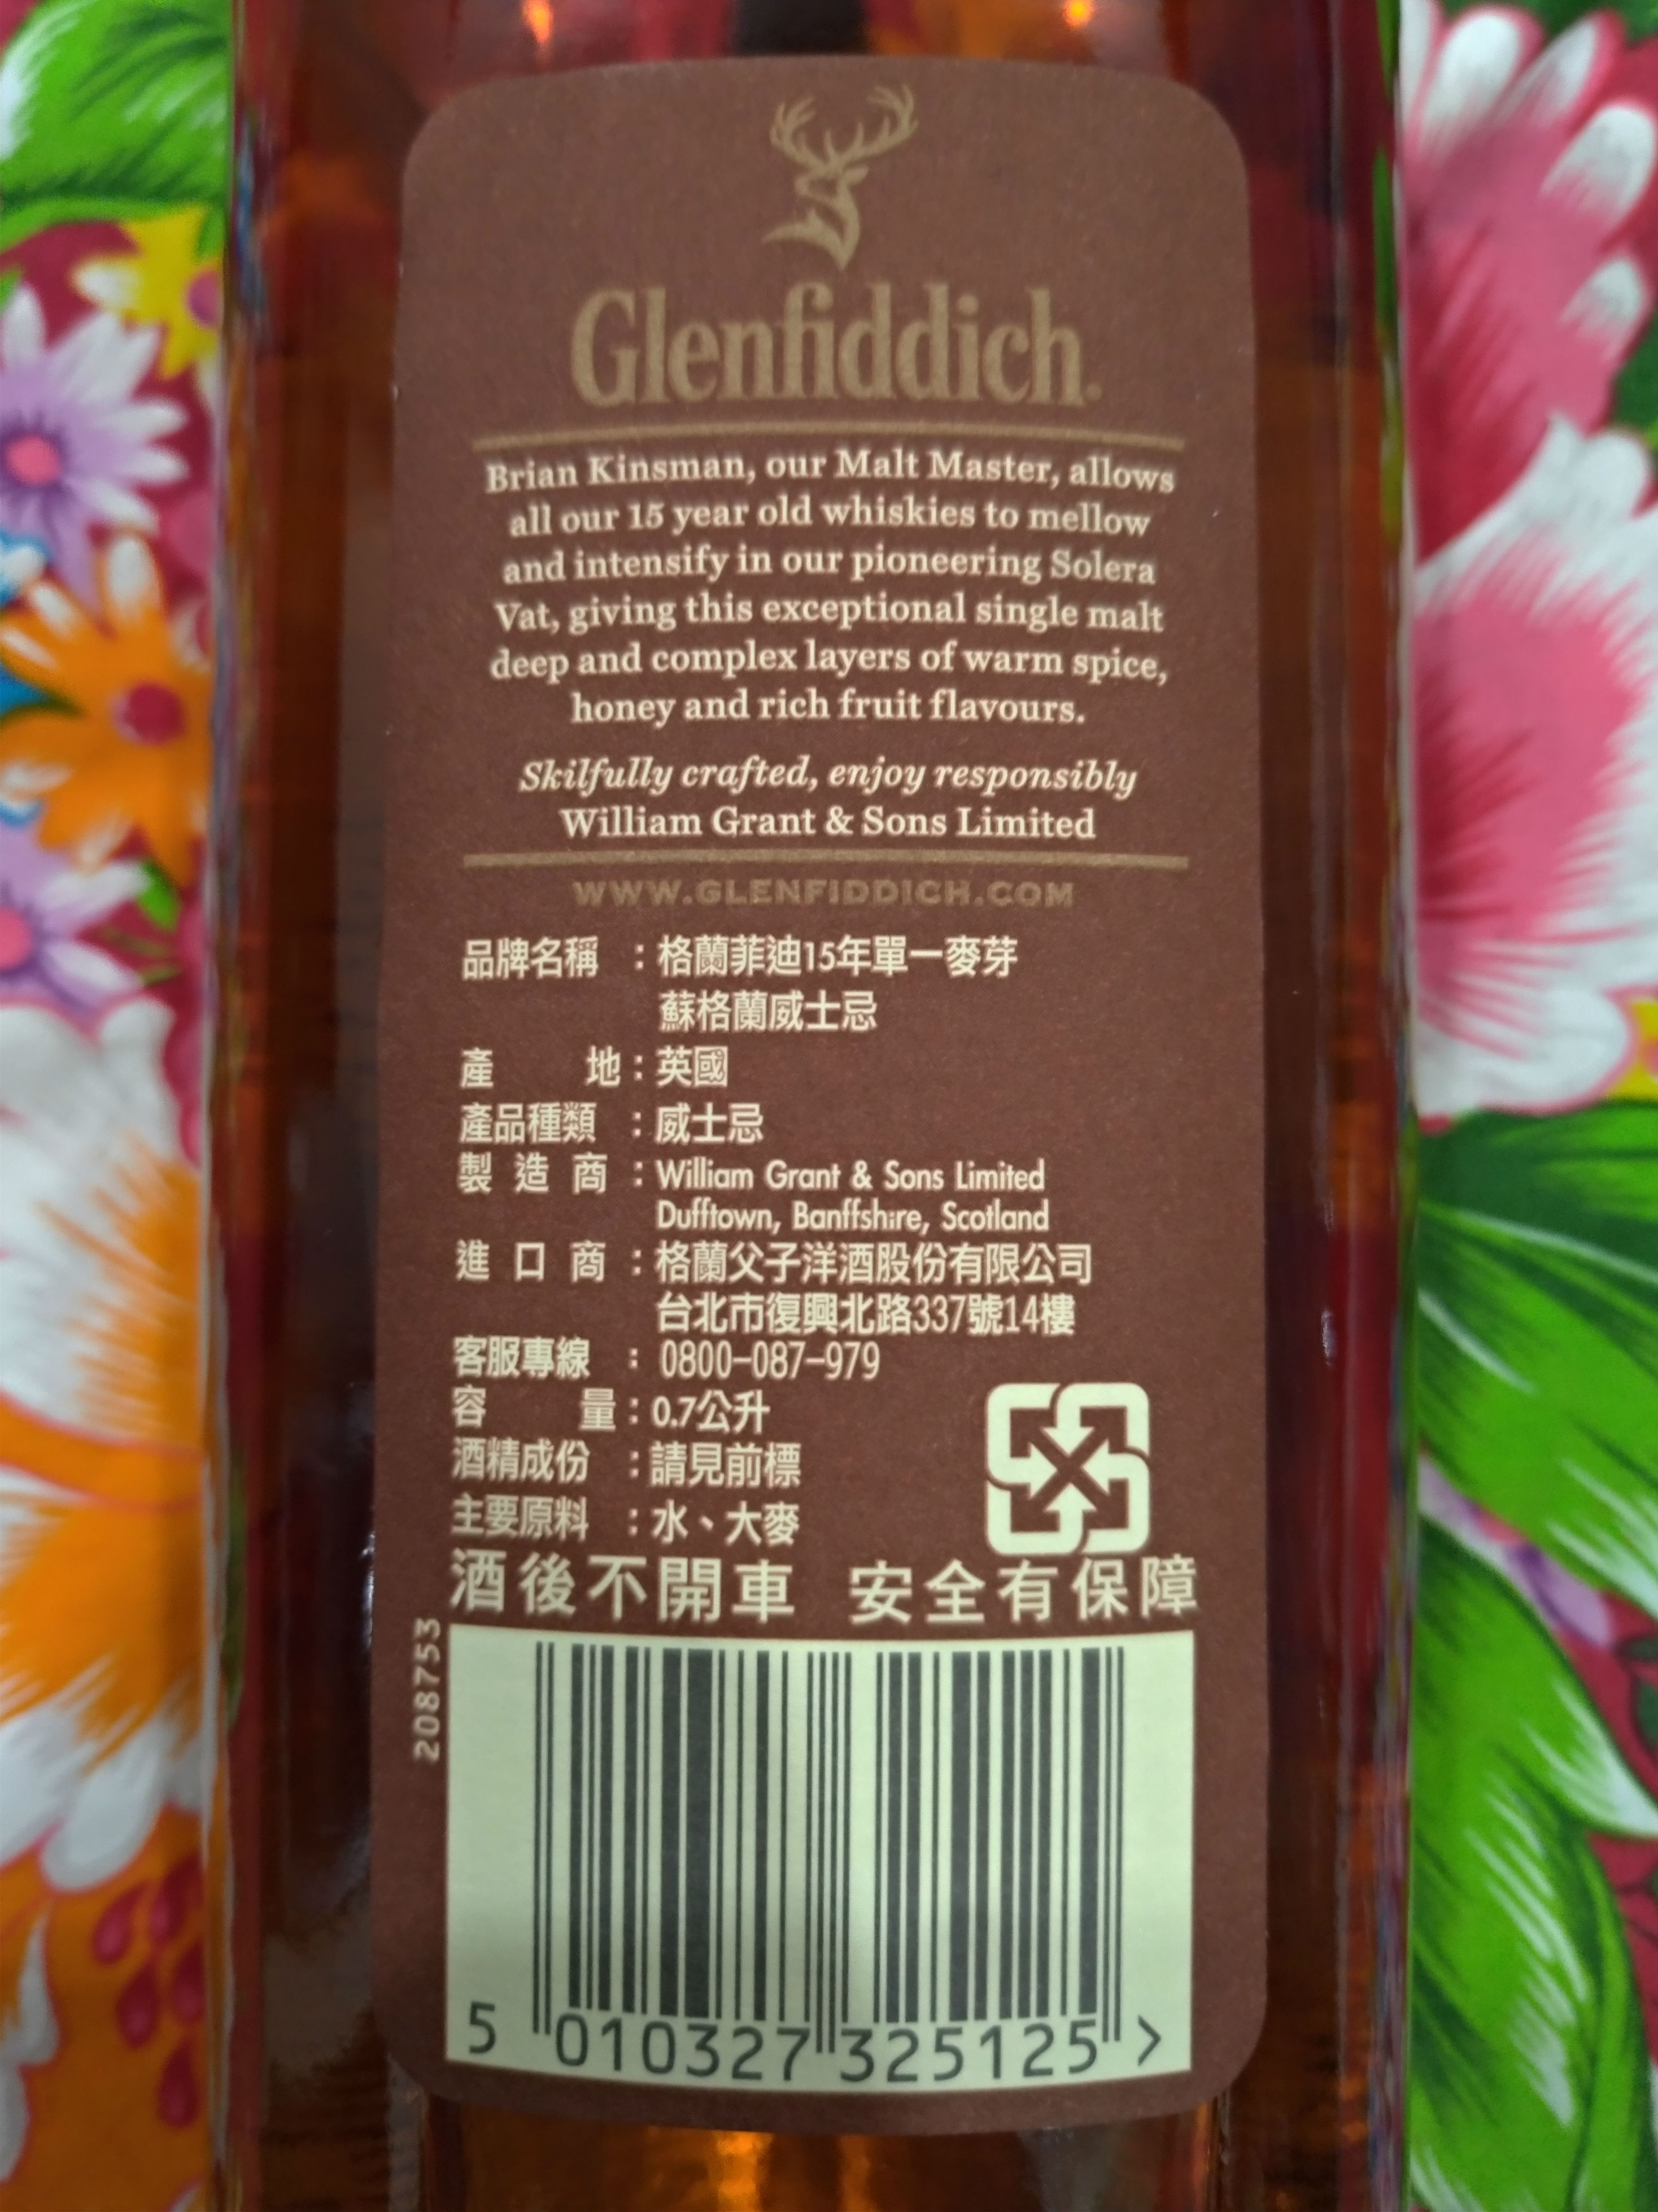 Glenfiddich.
Brian Kinsman, our Malt Master, allows
all our 15 year old whiskies to mellow
and intensify in our pioneering Solera
Vat, giving this exceptional single malt
deep and complex layers of warm spice,
honey and rich fruit flavours.
Skilfully crafted, enjoy responsibly
William Grant & Sons Limited
WWW.GLENFIDDICH.COM
品牌名稱 ：格蘭菲迪15年單一麥芽
蘇格蘭威士忌
產 地：英國
產品種類 ：威士忌
製 造 商 ：William Grant & Sons Limited
Dufftown, Banffshire, Scotland
進 口 商 ：格蘭父子洋酒股份有限公司
台北市復興北路337號14樓
客服專線 ：0800-087-979
容 量：0.7公升
酒精成份 ：請見前標
主要原料 ：水、大麥
酒後不開車 安全有保障
208753
5 010327 325125 >